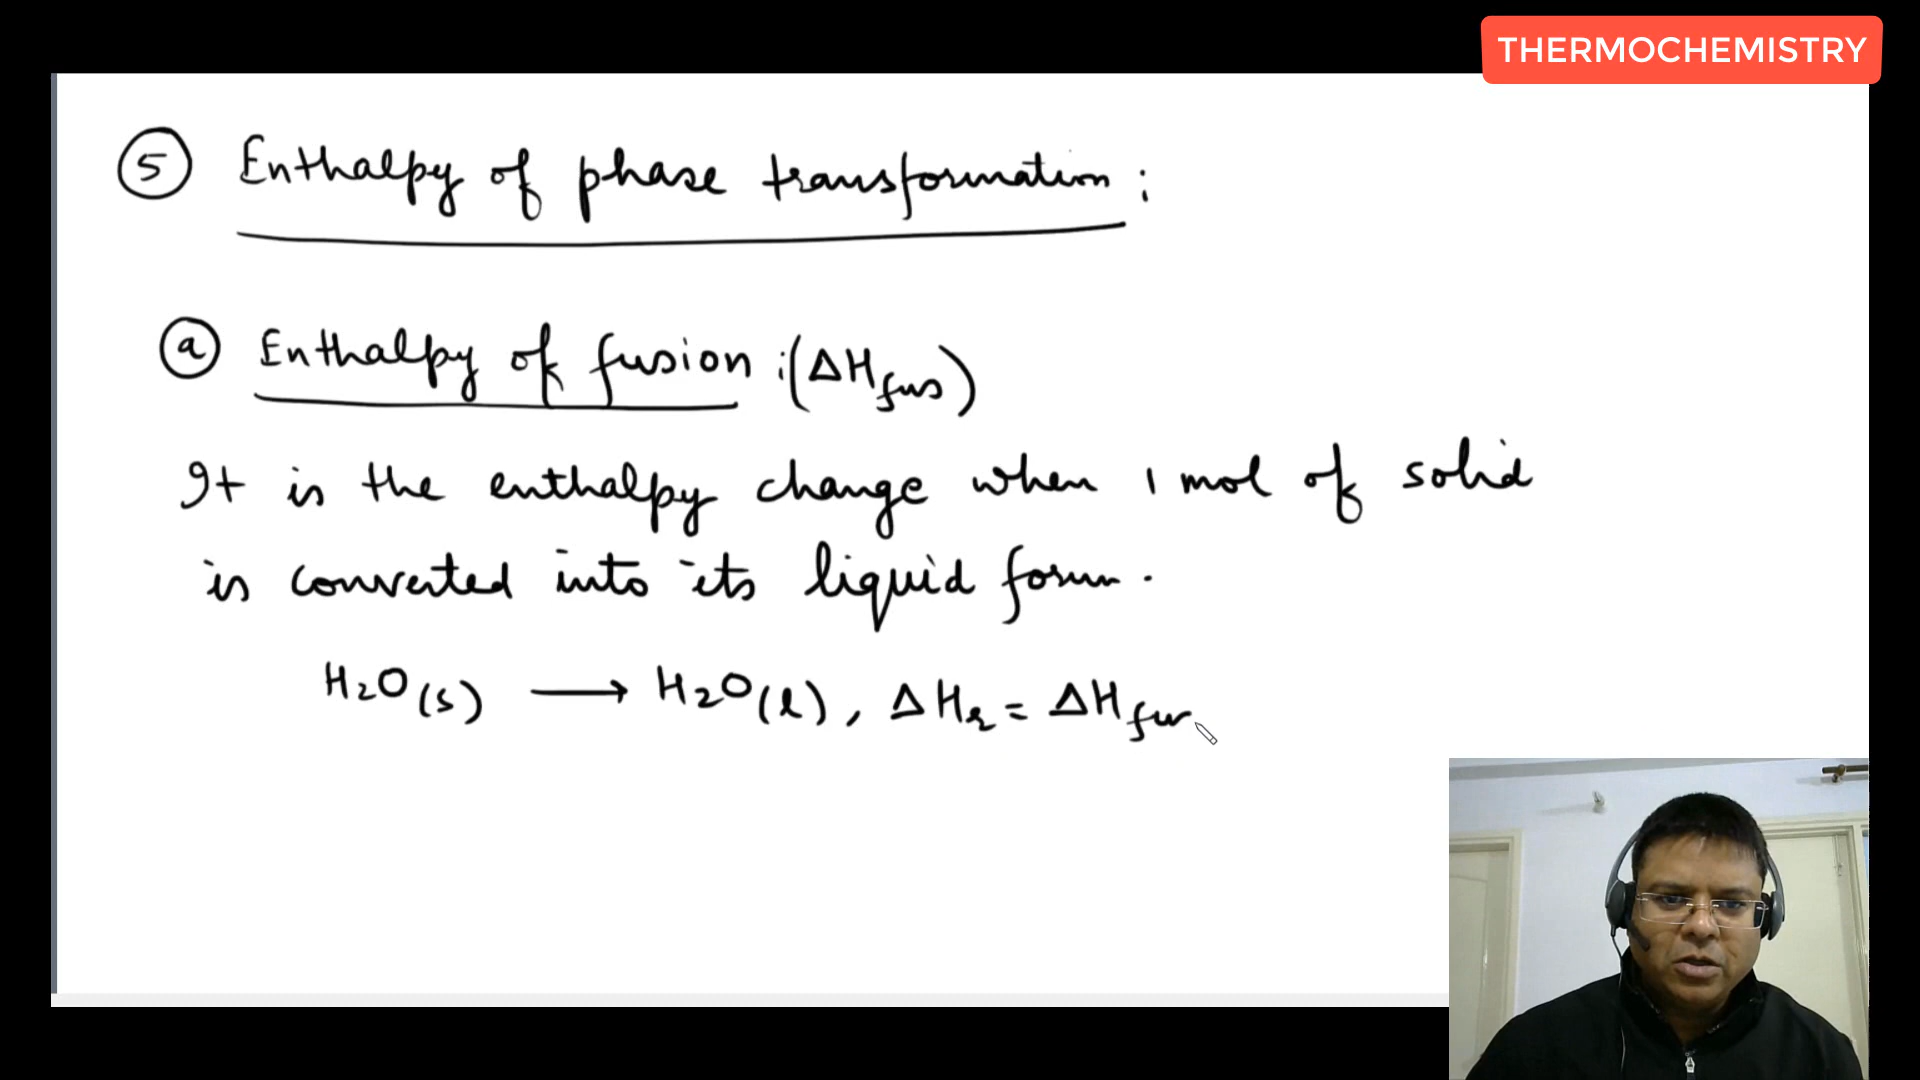 THERMOCHEMISTRY
5 Enthalpy of phase transformation :
a Enthalpy of fusion : (ΔHfus)
It is the enthalpy change when 1 mol of solid
is converted into its liquid form .
H₂O(s) ⟶ H₂O(l), ΔHr = ΔHfu